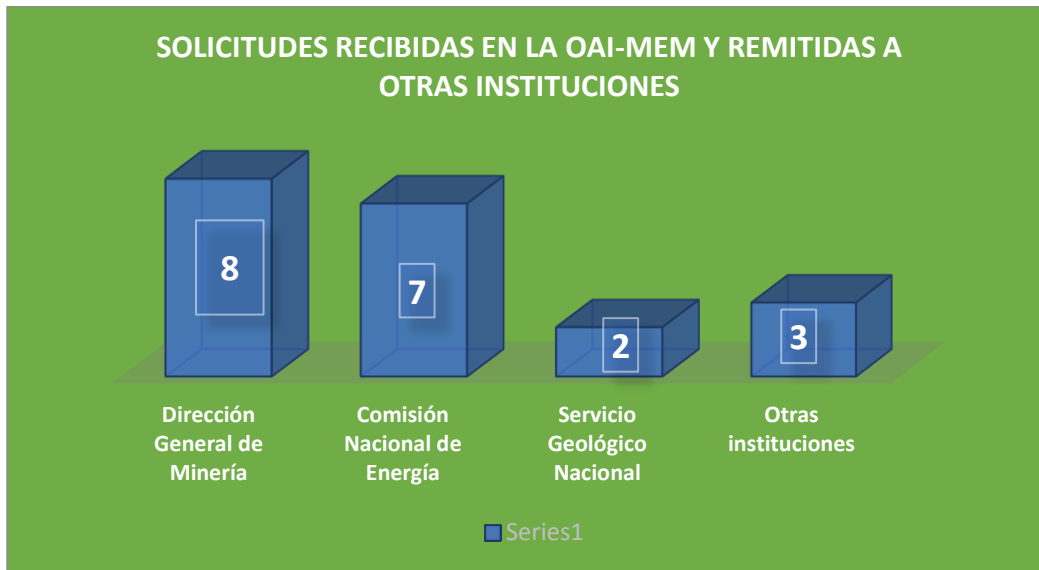 SOLICITUDES RECIBIDAS EN LA OAI-MEM Y REMITIDAS A
OTRAS INSTITUCIONES
8
7
2
3
Dirección
General de
Minería
Comisión
Nacional de
Energía
Servicio
Geológico
Nacional
Otras
instituciones
Series1